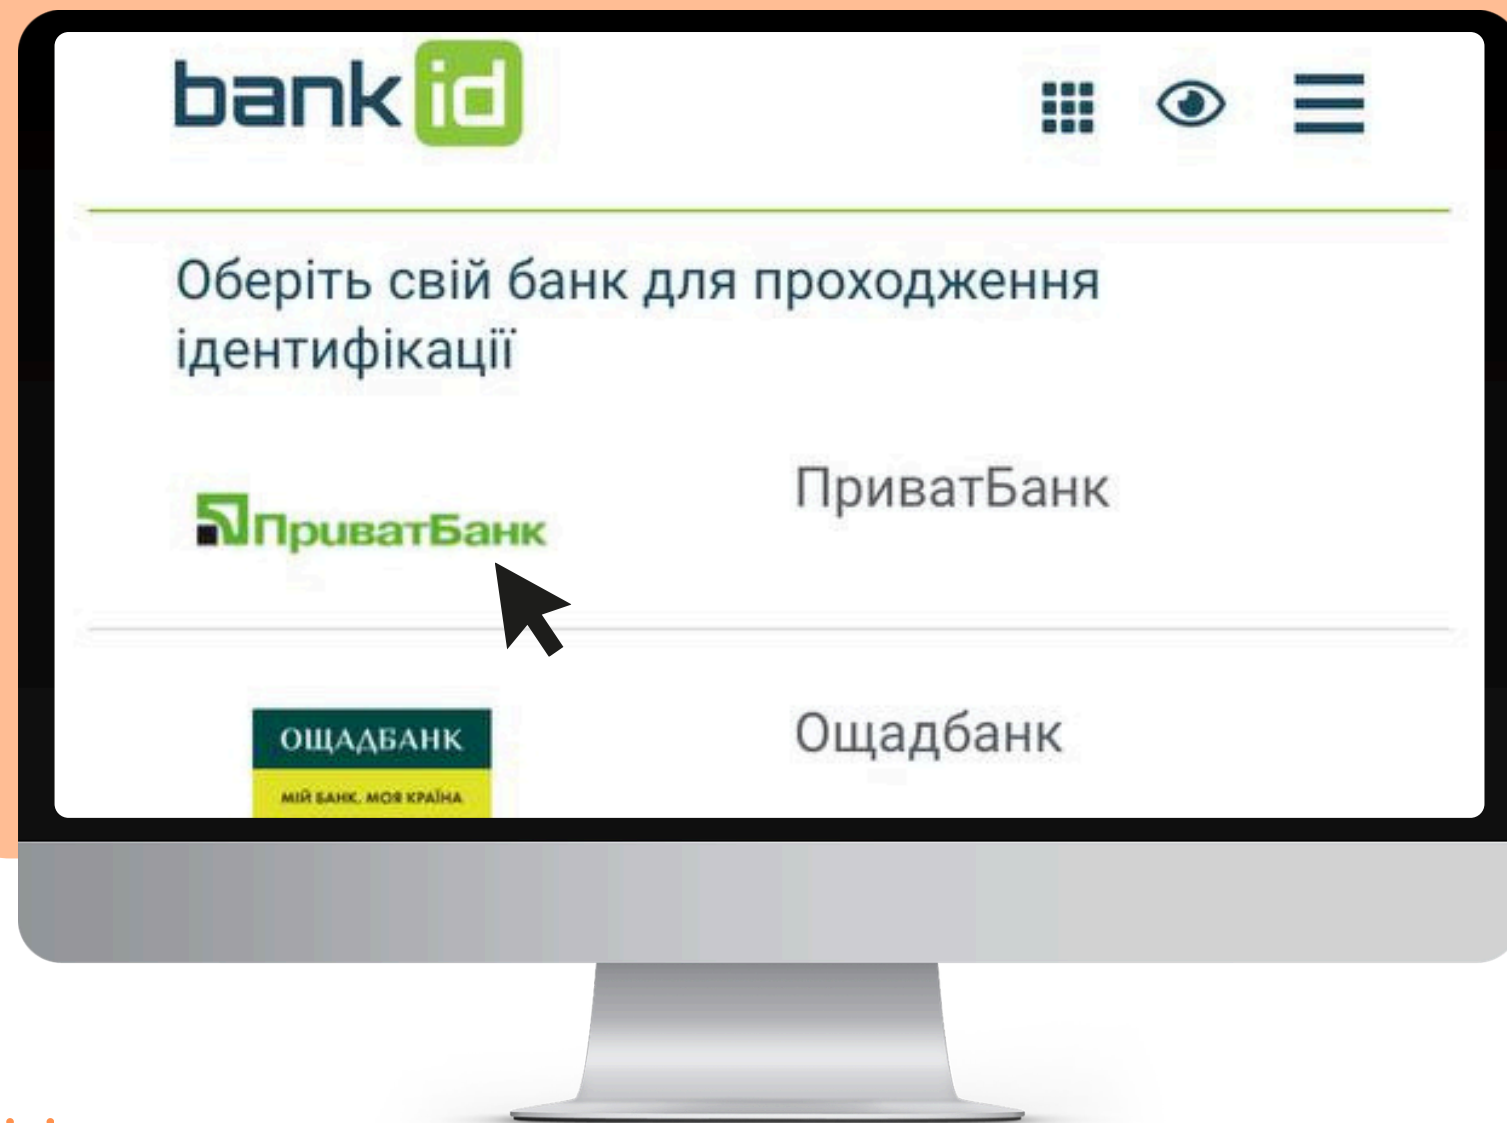 bank id
Оберіть свій банк для проходження
ідентифікації
ПриватБанк
ПриватБанк
ОЩАДБАНК
МІЙ БАНК. МОЯ КРАЇНА
Ощадбанк